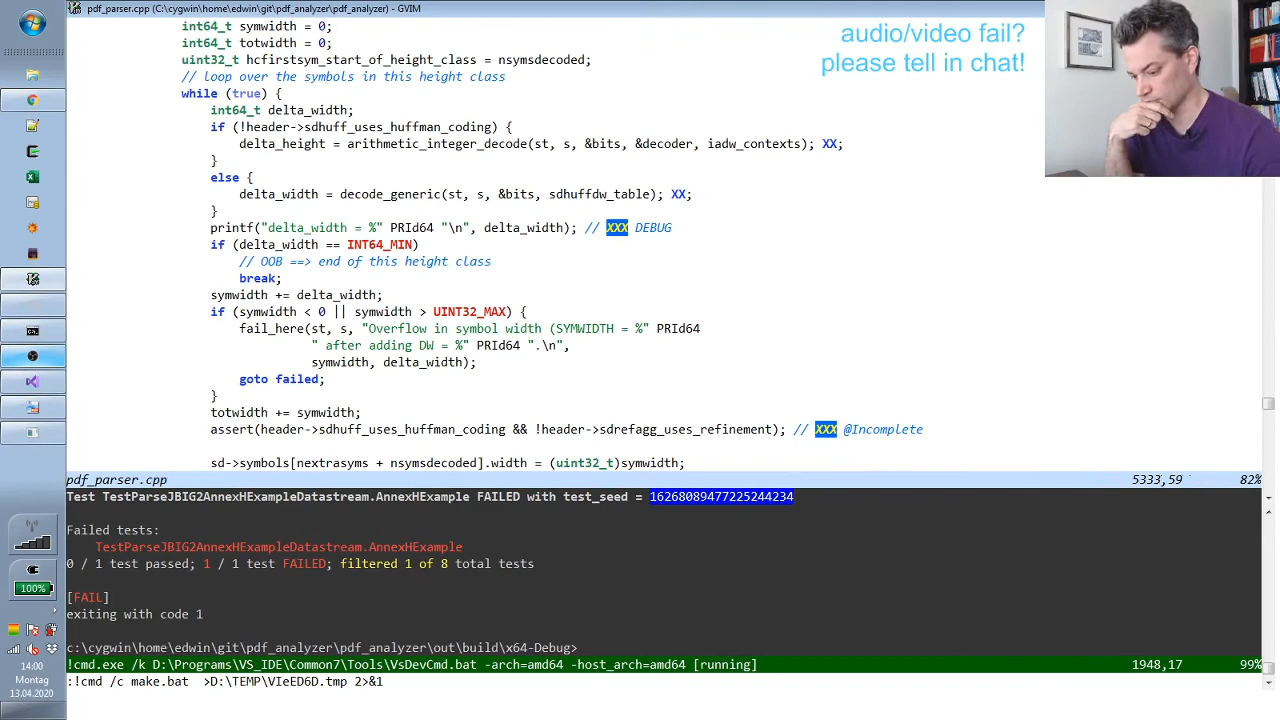 pdf_parser.cpp (C:\cygwin\home\edwin\git\pdf_analyzer\pdf_analyzer) - GVIM
int64_t symwidth = 0;
int64_t totwidth = 0;
uint32_t hcfirstsym_start_of_height_class = nsymsdecoded;
// loop over the symbols in this height class
while (true) {
int64_t delta_width;
if (!header->sdhuff_uses_huffman_coding) {
delta_height = arithmetic_integer_decode(st, s, &bits, &decoder, iadw_contexts); XX;
}
else {
delta_width = decode_generic(st, s, &bits, sdhuffdw_table); XX;
}
printf("delta_width = %" PRId64 "\n", delta_width); // XXX DEBUG
if (delta_width == INT64_MIN)
// OOB ==> end of this height class
break;
symwidth += delta_width;
if (symwidth < 0 || symwidth > UINT32_MAX) {
fail_here(st, s, "Overflow in symbol width (SYMWIDTH = %" PRId64
" after adding DW = %" PRId64 ".\n",
symwidth, delta_width);
goto failed;
}
totwidth += symwidth;
assert(header->sdhuff_uses_huffman_coding && !header->sdrefagg_uses_refinement); // XXX @Incomplete
sd->symbols[nextrasyms + nsymsdecoded].width = (uint32_t)symwidth;
audio/video fail?
please tell in chat!
pdf_parser.cpp 5333,59 82%
Test TestParseJBIG2AnnexHExampleDatastream.AnnexHExample FAILED with test_seed = 16268089477225244234
Failed tests:
TestParseJBIG2AnnexHExampleDatastream.AnnexHExample
0 / 1 test passed; 1 / 1 test FAILED; filtered 1 of 8 total tests
[FAIL]
exiting with code 1
c:\cygwin\home\edwin\git\pdf_analyzer\pdf_analyzer\out\build\x64-Debug>
!cmd.exe /k D:\Programs\VS_IDE\Common7\Tools\VsDevCmd.bat -arch=amd64 -host_arch=amd64 [running] 1948,17 99%
:!cmd /c make.bat >D:\TEMP\VIeED6D.tmp 2>&1
100%
14:00
Montag
13.04.2020